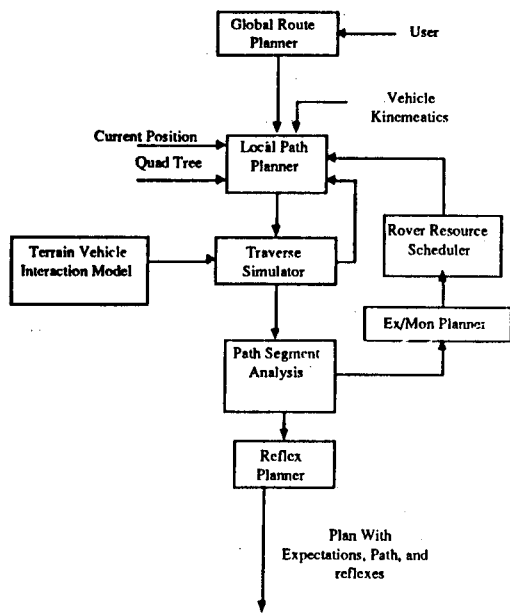 Global Route
Planner
User
Vehicle
Kinemeatics
Current Position
Quad Tree
Local Path
Planner
Rover Resource
Scheduler
Terrain Vehicle
Interaction Model
Traverse
Simulator
Ex/Mon Planner
Path Segment
Analysis
Reflex
Planner
Plan With
Expectations, Path, and
reflexes